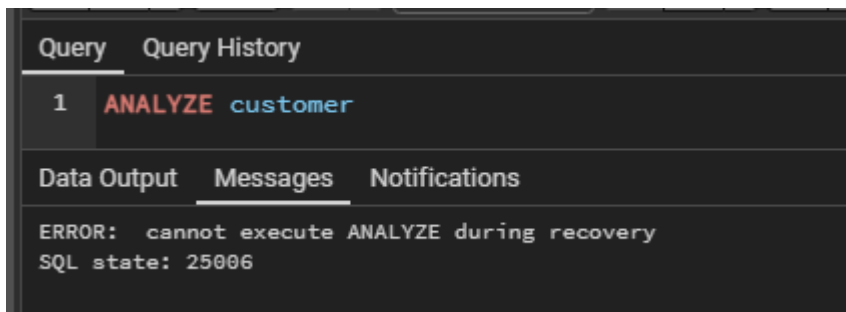 Query Query History
1 ANALYZE customer
Data Output Messages Notifications
ERROR:  cannot execute ANALYZE during recovery
SQL state: 25006